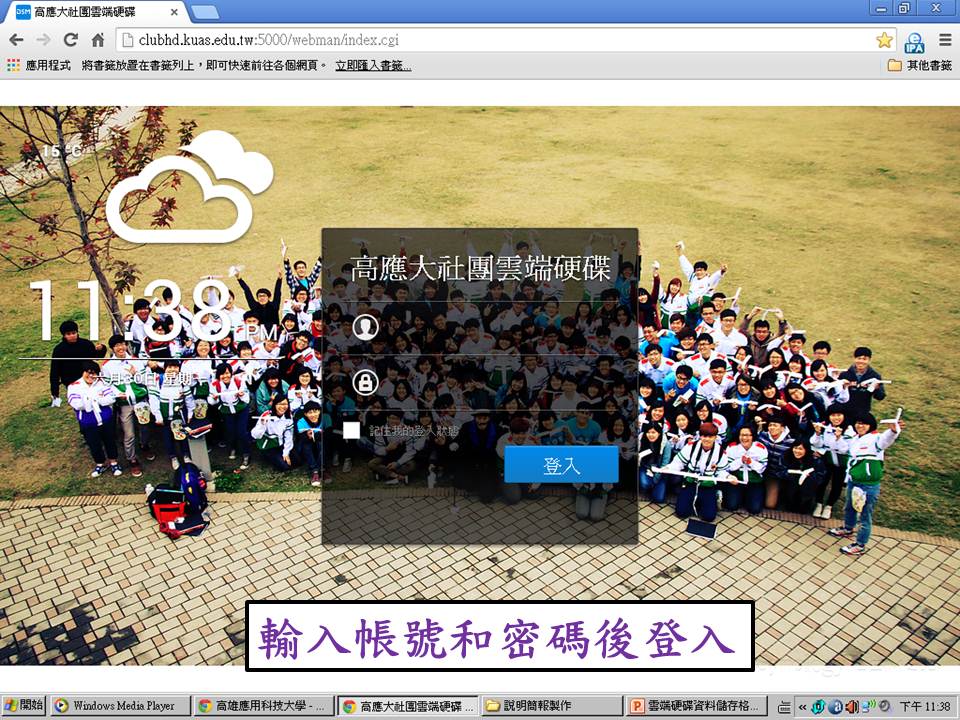 DSM 高應大社團雲端硬碟
clubhd.kuas.edu.tw:5000/webman/index.cgi
IPA
應用程式 將書籤放置在書籤列上，即可快速前往各個網頁。 立即匯入書籤... 其他書籤
15 °C
高應大社團雲端硬碟
11:38 PM
六月30日 星期一
記住我的登入狀態
登入
輸入帳號和密碼後登入
開始 Windows Media Player 高雄應用科技大學 - ... 高應大社團雲端硬碟 ... 說明簡報製作 雲端硬碟資料儲存格... 下午 11:38